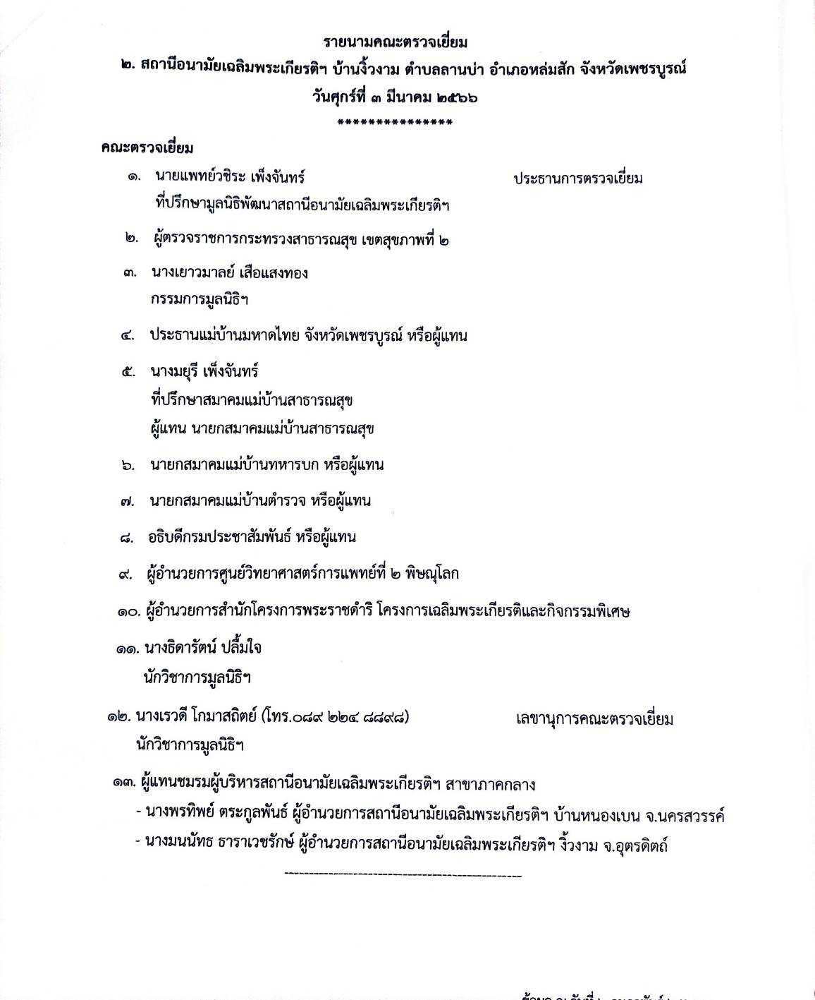 รายนามคณะตรวจเยี่ยม
๒. สถานีอนามัยเฉลิมพระเกียรติฯ บ้านงิ้วงาม ตำบลลานบ่า อำเภอหล่มสัก จังหวัดเพชรบูรณ์
วันศุกร์ที่ ๓ มีนาคม ๒๕๖๖
***************
คณะตรวจเยี่ยม
๑. นายแพทย์วชิระ เพ็งจันทร์ ประธานการตรวจเยี่ยม
ที่ปรึกษามูลนิธิพัฒนาสถานีอนามัยเฉลิมพระเกียรติฯ
๒. ผู้ตรวจราชการกระทรวงสาธารณสุข เขตสุขภาพที่ ๒
๓. นางเยาวมาลย์ เสือแสงทอง
กรรมการมูลนิธิฯ
๔. ประธานแม่บ้านมหาดไทย จังหวัดเพชรบูรณ์ หรือผู้แทน
๕. นางมยุรี เพ็งจันทร์
ที่ปรึกษาสมาคมแม่บ้านสาธารณสุข
ผู้แทน นายกสมาคมแม่บ้านสาธารณสุข
๖. นายกสมาคมแม่บ้านทหารบก หรือผู้แทน
๗. นายกสมาคมแม่บ้านตำรวจ หรือผู้แทน
๘. อธิบดีกรมประชาสัมพันธ์ หรือผู้แทน
๙. ผู้อำนวยการศูนย์วิทยาศาสตร์การแพทย์ที่ ๒ พิษณุโลก
๑๐. ผู้อำนวยการสำนักโครงการพระราชดำริ โครงการเฉลิมพระเกียรติและกิจกรรมพิเศษ
๑๑. นางธิดารัตน์ ปลื้มใจ
นักวิชาการมูลนิธิฯ
๑๒. นางเรวดี โกมาสถิตย์ (โทร.๐๘๙ ๒๒๔ ๘๘๙๘) เลขานุการคณะตรวจเยี่ยม
นักวิชาการมูลนิธิฯ
๑๓. ผู้แทนชมรมผู้บริหารสถานีอนามัยเฉลิมพระเกียรติฯ สาขาภาคกลาง
- นางพรทิพย์ ตระกูลพันธ์ ผู้อำนวยการสถานีอนามัยเฉลิมพระเกียรติฯ บ้านหนองเบน จ.นครสวรรค์
- นางมนนัทธ ธาราเวชรักษ์ ผู้อำนวยการสถานีอนามัยเฉลิมพระเกียรติฯ งิ้วงาม จ.อุตรดิตถ์